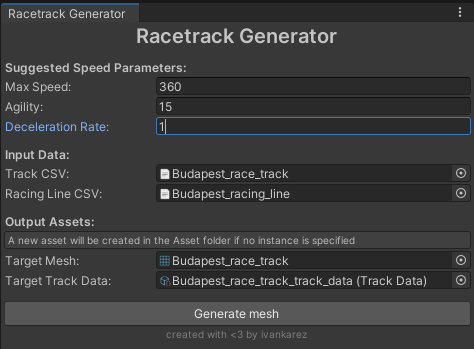 Racetrack Generator
Racetrack Generator
Suggested Speed Parameters:
Max Speed: 360
Agility: 15
Deceleration Rate: 1
Input Data:
Track CSV: Budapest_race_track
Racing Line CSV: Budapest_racing_line
Output Assets:
A new asset will be created in the Asset folder if no instance is specified
Target Mesh: Budapest_race_track
Target Track Data: Budapest_race_track_track_data (Track Data)
Generate mesh
created with <3 by ivankarez